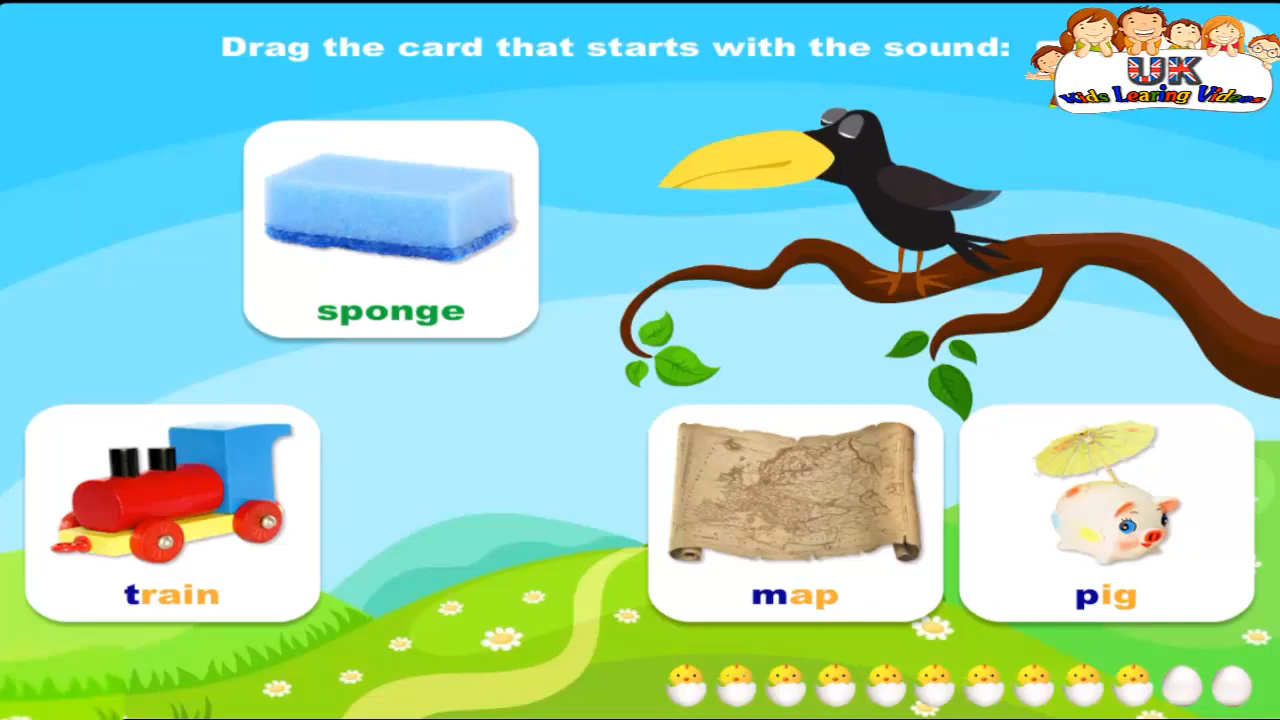 Drag the card that starts with the sound:
UK
Kids Learing Videos
sponge
train
map
pig